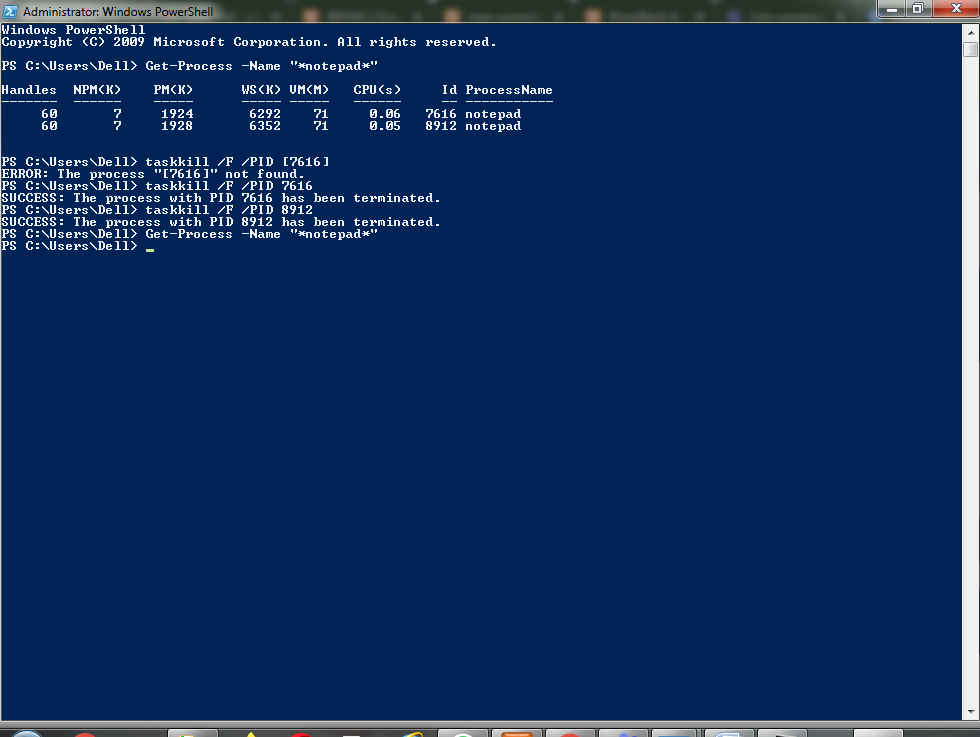 Administrator: Windows PowerShell
Windows PowerShell
Copyright (C) 2009 Microsoft Corporation. All rights reserved.
PS C:\Users\Dell> Get-Process -Name "*notepad*"
Handles  NPM(K)    PM(K)      WS(K) VM(M)   CPU(s)     Id ProcessName
-------  ------    -----      ----- -----   ------     -- -----------
     60       7     1924       6292    71     0.06   7616 notepad
     60       7     1928       6352    71     0.05   8912 notepad
PS C:\Users\Dell> taskkill /F /PID [7616]
ERROR: The process "[7616]" not found.
PS C:\Users\Dell> taskkill /F /PID 7616
SUCCESS: The process with PID 7616 has been terminated.
PS C:\Users\Dell> taskkill /F /PID 8912
SUCCESS: The process with PID 8912 has been terminated.
PS C:\Users\Dell> Get-Process -Name "*notepad*"
PS C:\Users\Dell>